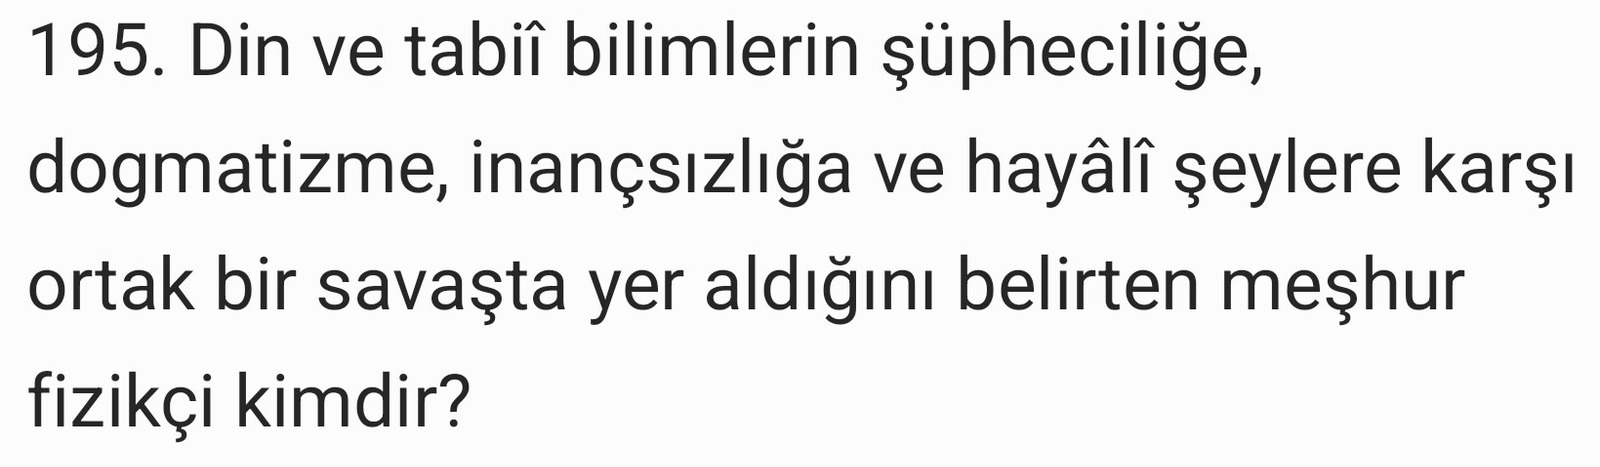 195. Din ve tabiî bilimlerin şüpheciliğe,
dogmatizme, inançsızlığa ve hayâlî şeylere karşı
ortak bir savaşta yer aldığını belirten meşhur
fizikçi kimdir?